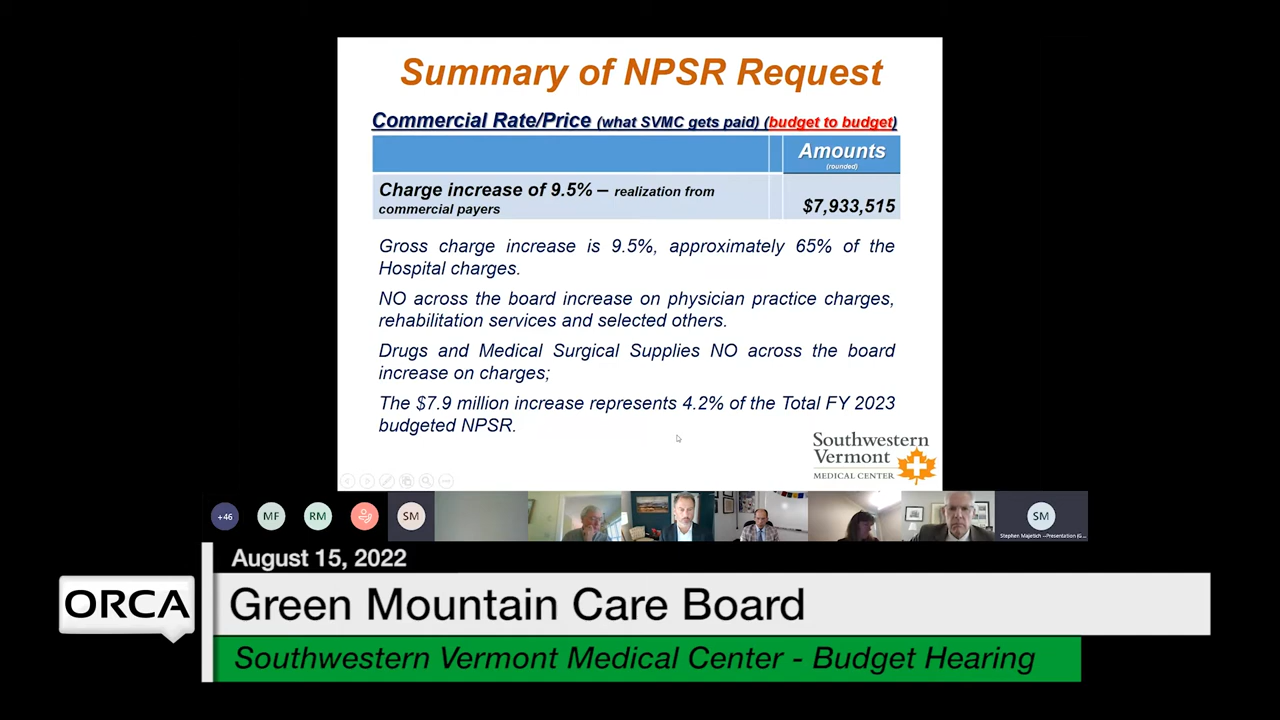 Summary of NPSR Request
Commercial Rate/Price (what SVMC gets paid) (budget to budget)
Amounts
(rounded)
Charge increase of 9.5% – realization from
commercial payers
$7,933,515
Gross charge increase is 9.5%, approximately 65% of the
Hospital charges.
NO across the board increase on physician practice charges,
rehabilitation services and selected others.
Drugs and Medical Surgical Supplies NO across the board
increase on charges;
The $7.9 million increase represents 4.2% of the Total FY 2023
budgeted NPSR.
Southwestern
Vermont
MEDICAL CENTER
+46
MF
RM
SM
SM
Stephen Majetich --Presentation (G...
August 15, 2022
ORCA
Green Mountain Care Board
Southwestern Vermont Medical Center - Budget Hearing